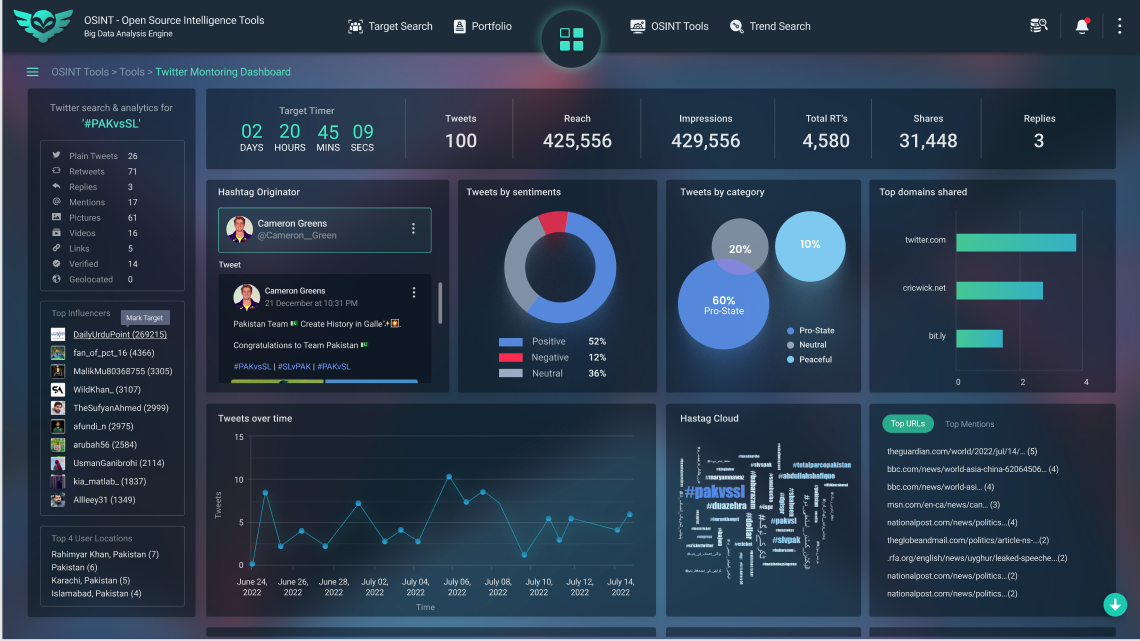 OSINT - Open Source Intelligence Tools
Big Data Analysis Engine
Target Search
Portfolio
OSINT Tools
Trend Search
OSINT Tools > Tools > Twitter Montoring Dashboard
Twitter search & analytics for
'#PAKvsSL'
Plain Tweets 26
Retweets 71
Replies 3
Mentions 17
Pictures 61
Videos 16
Links 5
Verified 14
Geolocated 0
Top Influencers
Mark Target
DailyUrduPoint (269215)
fan_of_pct_16 (4366)
MalikMu80368755 (3305)
WildKhan_ (3107)
TheSufyanAhmed (2999)
afundi_n (2975)
arubah56 (2584)
UsmanGanibrohi (2114)
kia_matlab_ (1837)
Allleey31 (1349)
Top 4 User Locations
Rahimyar Khan, Pakistan (7)
Pakistan (6)
Karachi, Pakistan (5)
Islamabad, Pakistan (4)
Target Timer
02 20 45 09
DAYS HOURS MINS SECS
Tweets
100
Reach
425,556
Impressions
429,556
Total RT's
4,580
Shares
31,448
Replies
3
Hashtag Originator
Cameron Greens
@Cameron__Green
Tweet
Cameron Greens
21 December at 10:31 PM
Pakistan Team 🇵🇰 Create History in Galle✨💥.
Congratulations to Team Pakistan 🇵🇰
#PAKvsSL | #SLvPAK | #PAKvSL
Tweets by sentiments
Positive 52%
Negative 12%
Neutral 36%
Tweets by category
20%
10%
60%
Pro-State
Pro-State
Neutral
Peaceful
Top domains shared
twitter.com
cricwick.net
bit.ly
0 2 4
Tweets over time
15
10
5
0
Tweets
June 24, 2022
June 26, 2022
June 28, 2022
July 02, 2022
July 04, 2022
July 06, 2022
July 08, 2022
July 10, 2022
July 12, 2022
July 14, 2022
Time
Hastag Cloud
#slvspak
#totalparcopakistan
#maryamnawaz
#abdullahshafique
#pakvssl
#babarazam
#duazehra
#dollar
#pakvsl
#slvpak
#cricket
Top URLs
Top Mentions
theguardian.com/world/2022/jul/14/... (5)
bbc.com/news/world-asia-china-62064506... (4)
bbc.com/news/world-asi... (4)
msn.com/en-ca/news/can... (3)
nationalpost.com/news/politics...(4)
theglobeandmail.com/politics/article-ns-...(2)
.rfa.org/english/news/uyghur/leaked-speeche...(2)
nationalpost.com/news/politics...(2)
nationalpost.com/news/politics...(2)